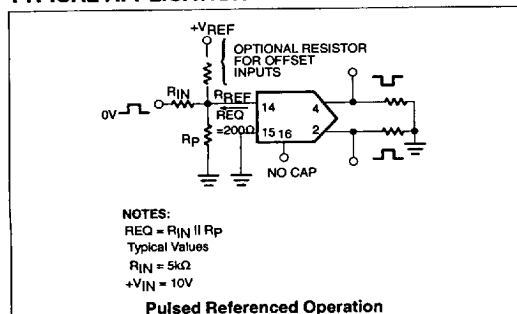 +VREF
OPTIONAL RESISTOR
FOR OFFSET
INPUTS
RIN
RREF
0V
REQ
=200Ω
14
4
15 16
2
RP
NO CAP
NOTES:
REQ = RIN II RP
Typical Values
RIN = 5kΩ
+VIN = 10V
Pulsed Referenced Operation